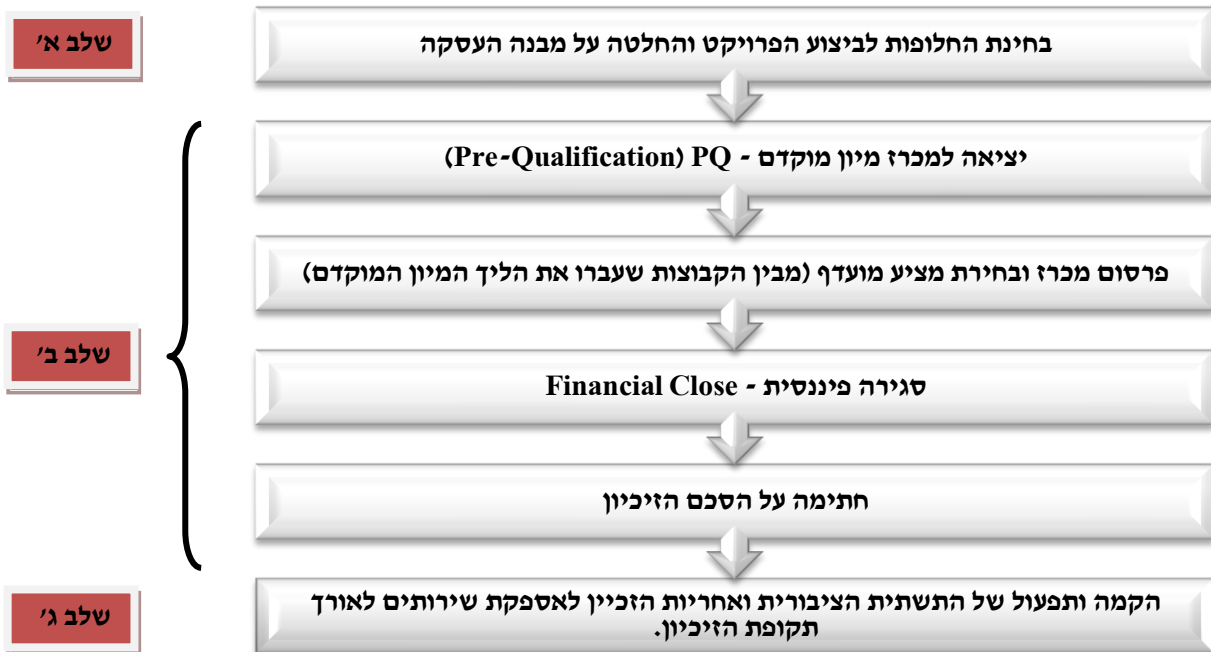 שלב א'
בחינת החלופות לביצוע הפרויקט והחלטה על מבנה העסקה
יציאה למכרז מיון מוקדם - PQ (Pre-Qualification)
פרסום מכרז ובחירת מציע מועדף (מבין הקבוצות שעברו את הליך המיון המוקדם)
שלב ב'
סגירה פיננסית - Financial Close
חתימה על הסכם הזיכיון
שלב ג'
הקמה ותפעול של התשתית הציבורית ואחריות הזכיין לאספקת שירותים לאורך
תקופת הזיכיון.